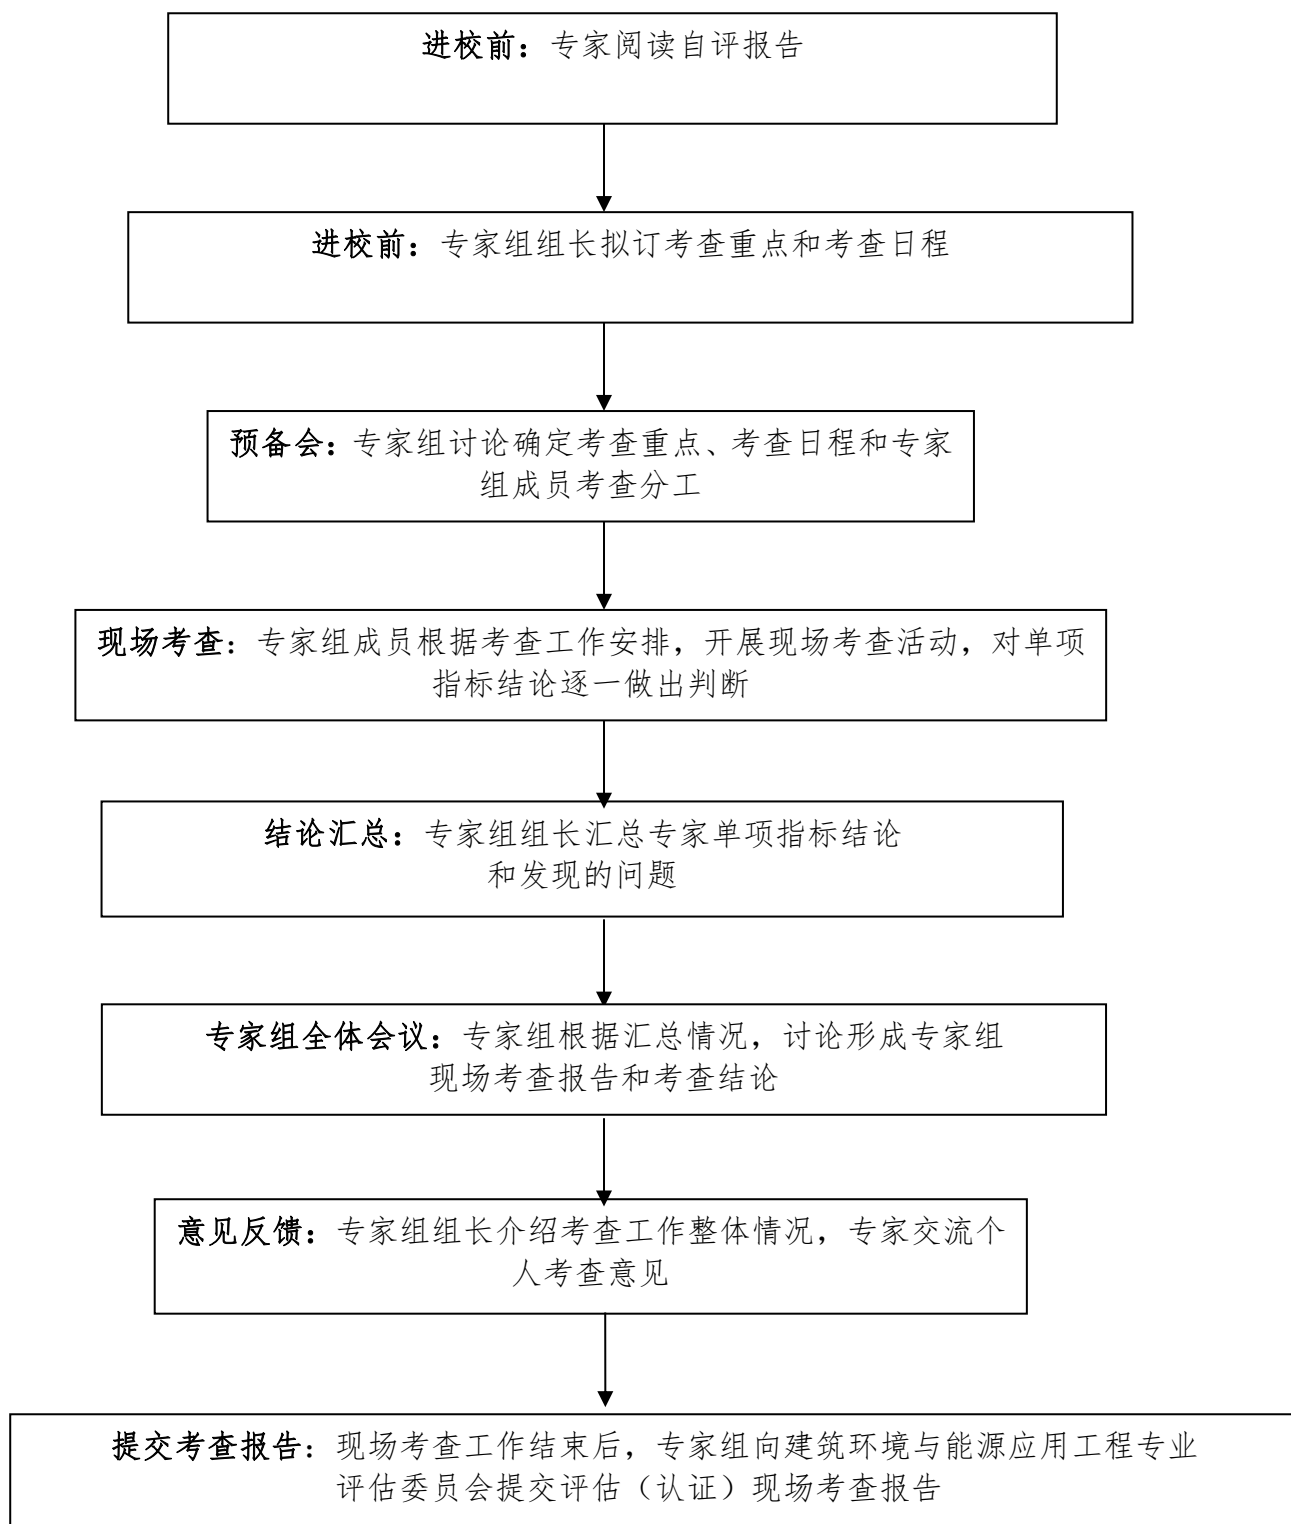 进校前：专家阅读自评报告
进校前：专家组组长拟订考查重点和考查日程
预备会：专家组讨论确定考查重点、考查日程和专家
组成员考查分工
现场考查：专家组成员根据考查工作安排，开展现场考查活动，对单项
指标结论逐一做出判断
结论汇总：专家组组长汇总专家单项指标结论
和发现的问题
专家组全体会议：专家组根据汇总情况，讨论形成专家组
现场考查报告和考查结论
意见反馈：专家组组长介绍考查工作整体情况，专家交流个
人考查意见
提交考查报告：现场考查工作结束后，专家组向建筑环境与能源应用工程专业
评估委员会提交评估（认证）现场考查报告